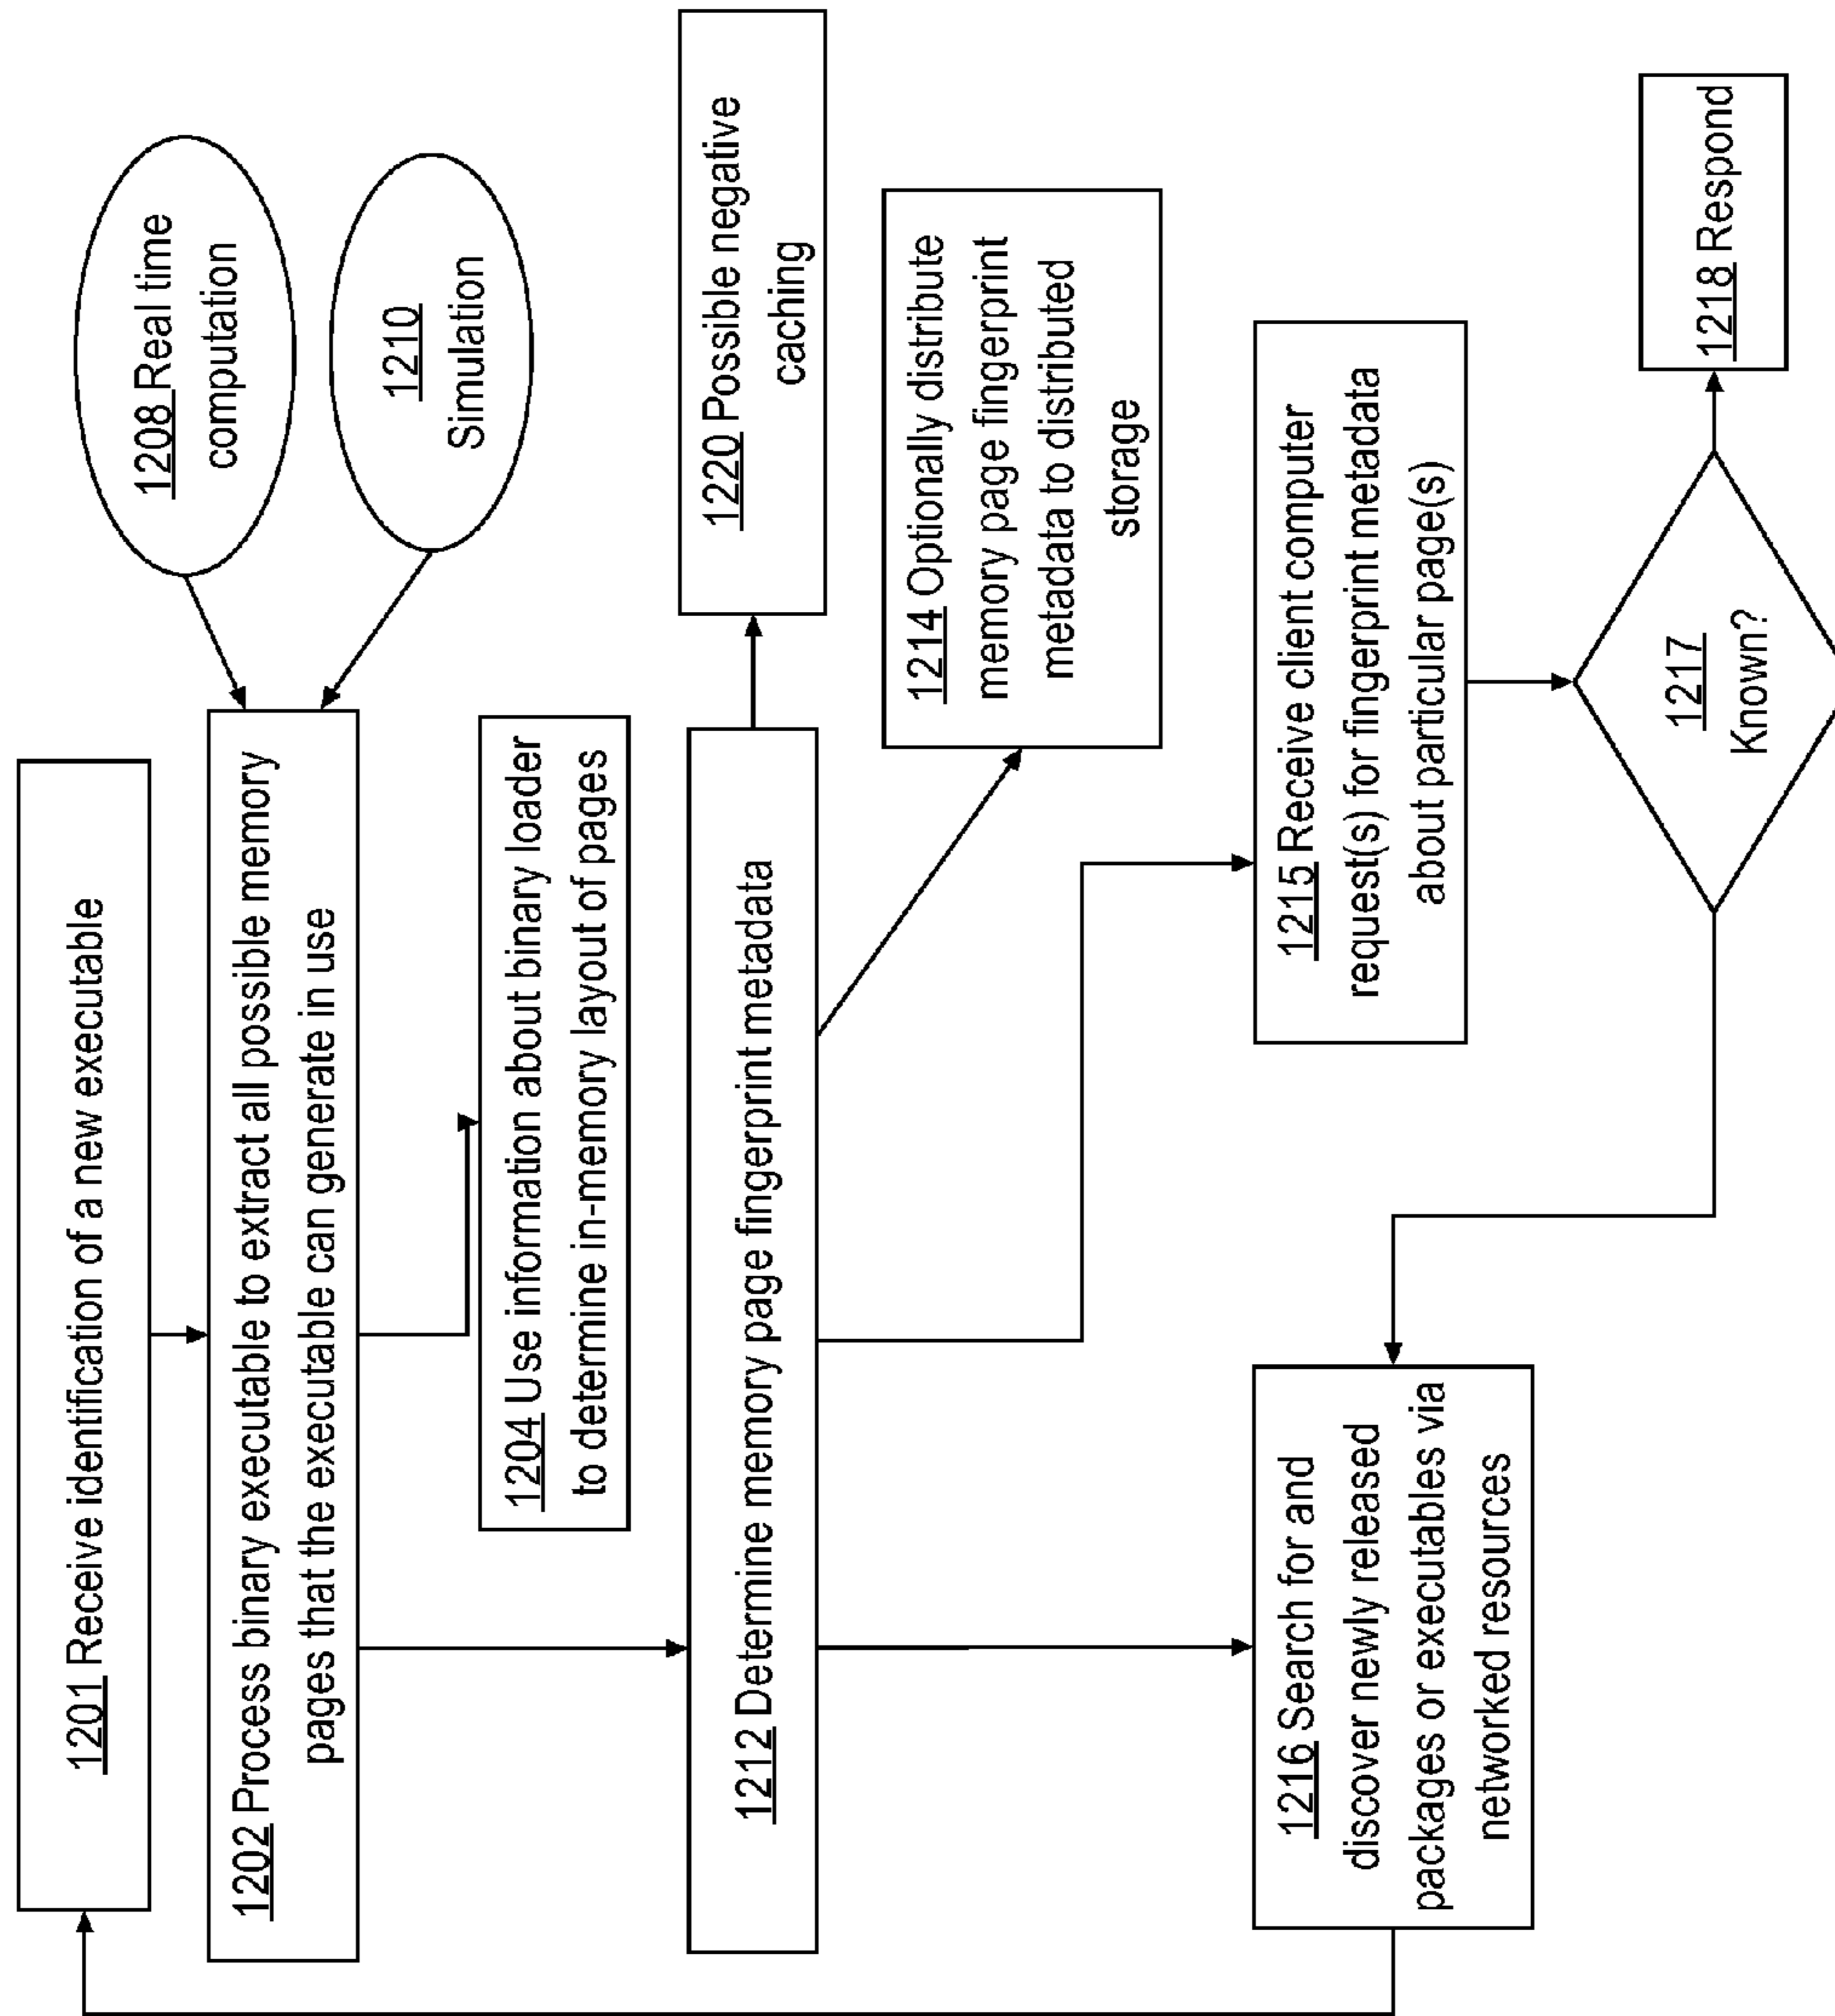 1201 Receive identification of a new executable
1202 Process binary executable to extract all possible memory
pages that the executable can generate in use
1208 Real time
computation
1210
Simulation
1204 Use information about binary loader
to determine in-memory layout of pages
1212 Determine memory page fingerprint metadata
1220 Possible negative
caching
1214 Optionally distribute
memory page fingerprint
metadata to distributed
storage
1216 Search for and
discover newly released
packages or executables via
networked resources
1215 Receive client computer
request(s) for fingerprint metadata
about particular page(s)
1217
Known?
1218 Respond